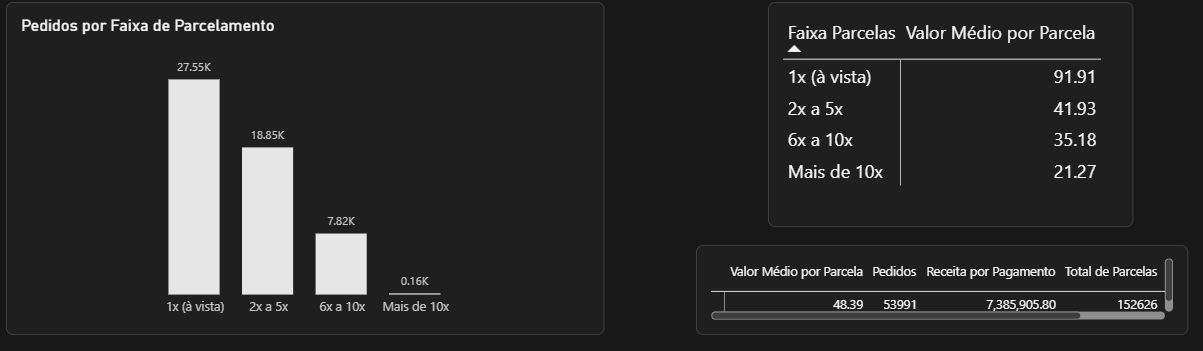 Pedidos por Faixa de Parcelamento
27.55K
18.85K
7.82K
0.16K
1x (à vista) 2x a 5x 6x a 10x Mais de 10x
Faixa Parcelas Valor Médio por Parcela
1x (à vista) 91.91
2x a 5x 41.93
6x a 10x 35.18
Mais de 10x 21.27
Valor Médio por Parcela Pedidos Receita por Pagamento Total de Parcelas
48.39 53991 7,385,905.80 152626